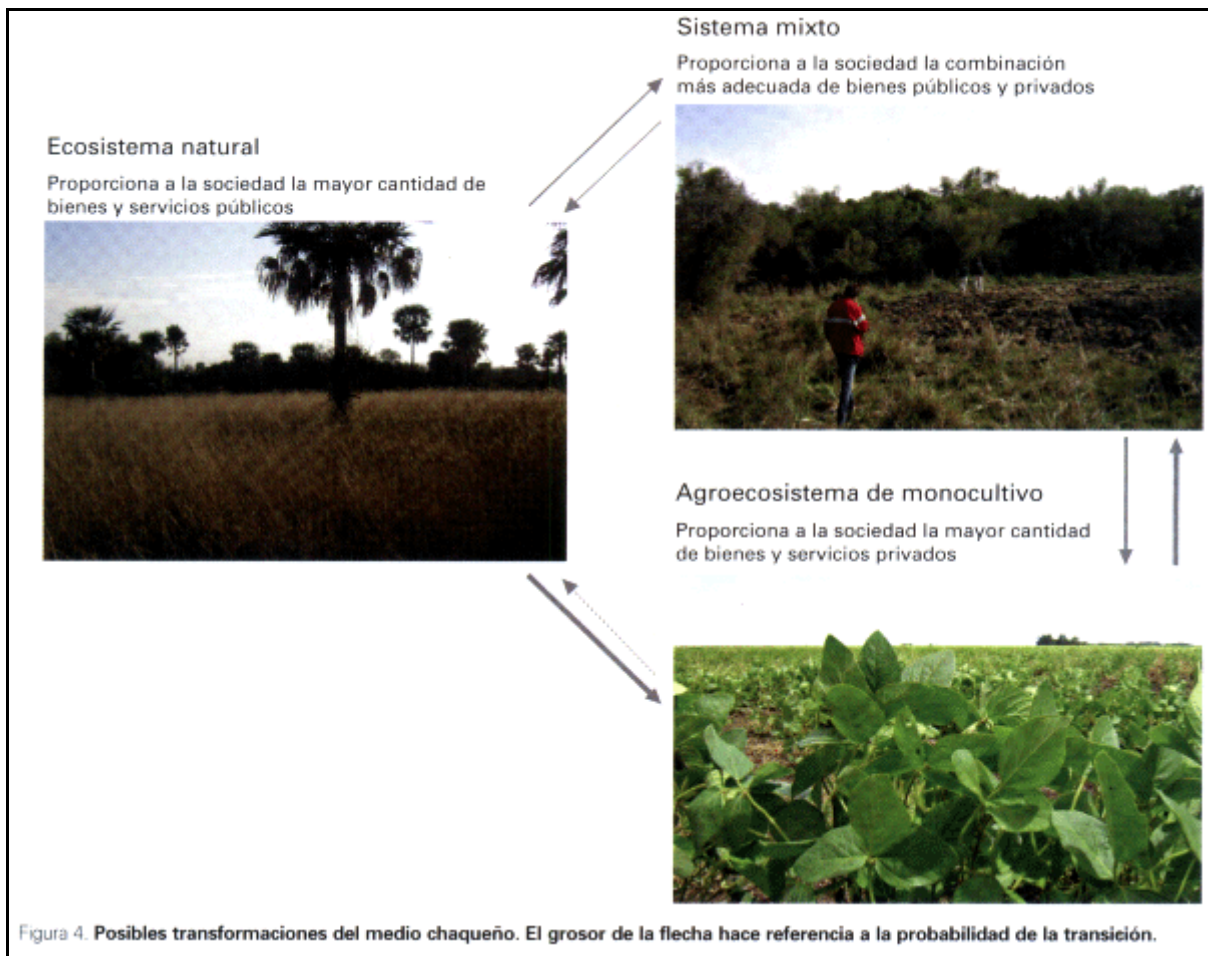 Sistema mixto
Proporciona a la sociedad la combinación
más adecuada de bienes públicos y privados
Ecosistema natural
Proporciona a la sociedad la mayor cantidad de
bienes y servicios públicos
Agroecosistema de monocultivo
Proporciona a la sociedad la mayor cantidad
de bienes y servicios privados
Figura 4. Posibles transformaciones del medio chaqueño. El grosor de la flecha hace referencia a la probabilidad de la transición.